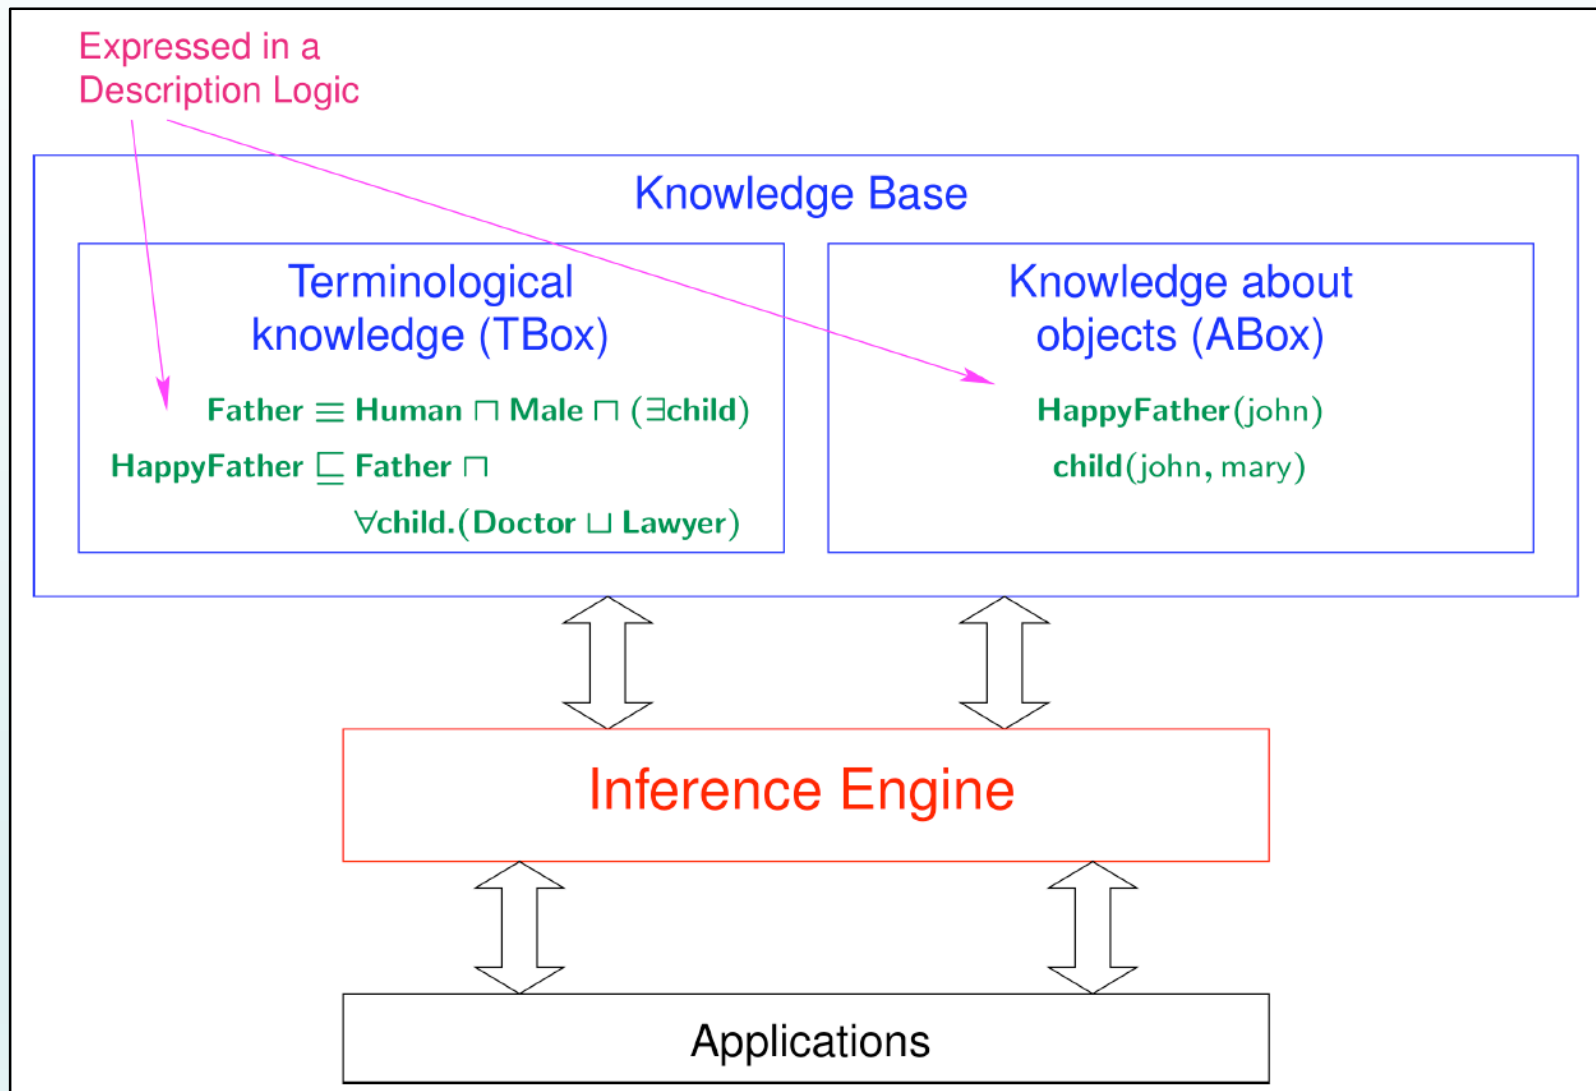 Expressed in a
Description Logic
Knowledge Base
Terminological
knowledge (TBox)
Father ≡ Human ⊓ Male ⊓ (∃child)
HappyFather ⊑ Father ⊓
∀child.(Doctor ⊔ Lawyer)
Knowledge about
objects (ABox)
HappyFather(john)
child(john, mary)
Inference Engine
Applications